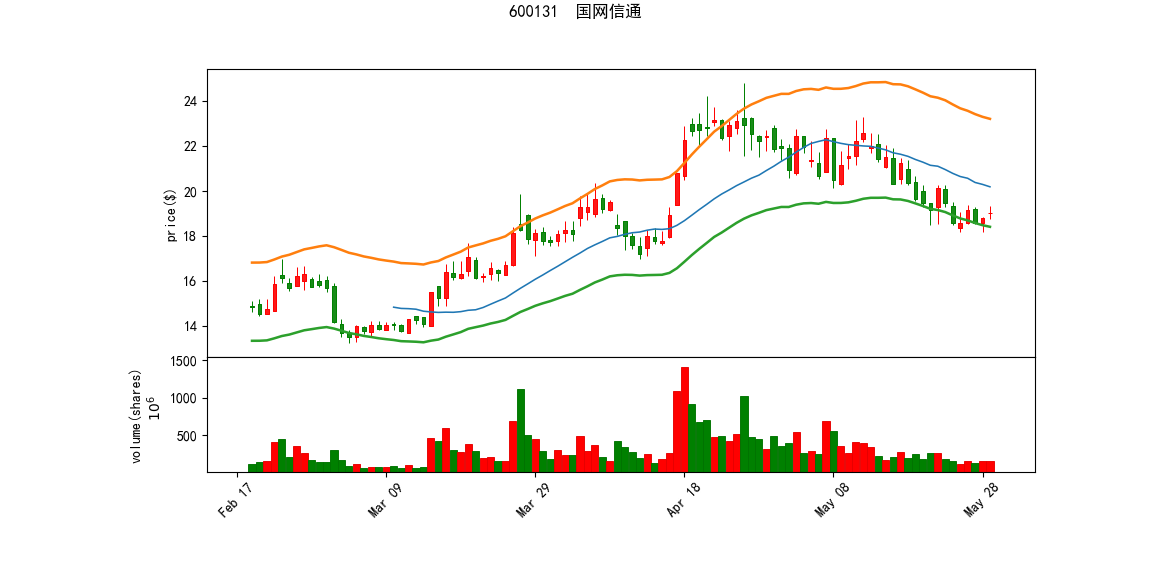 600131 国网信通
price($)
24
22
20
18
16
14
volume(shares)
10^6
1500
1000
500
Feb 17
Mar 09
Mar 29
Apr 18
May 08
May 28